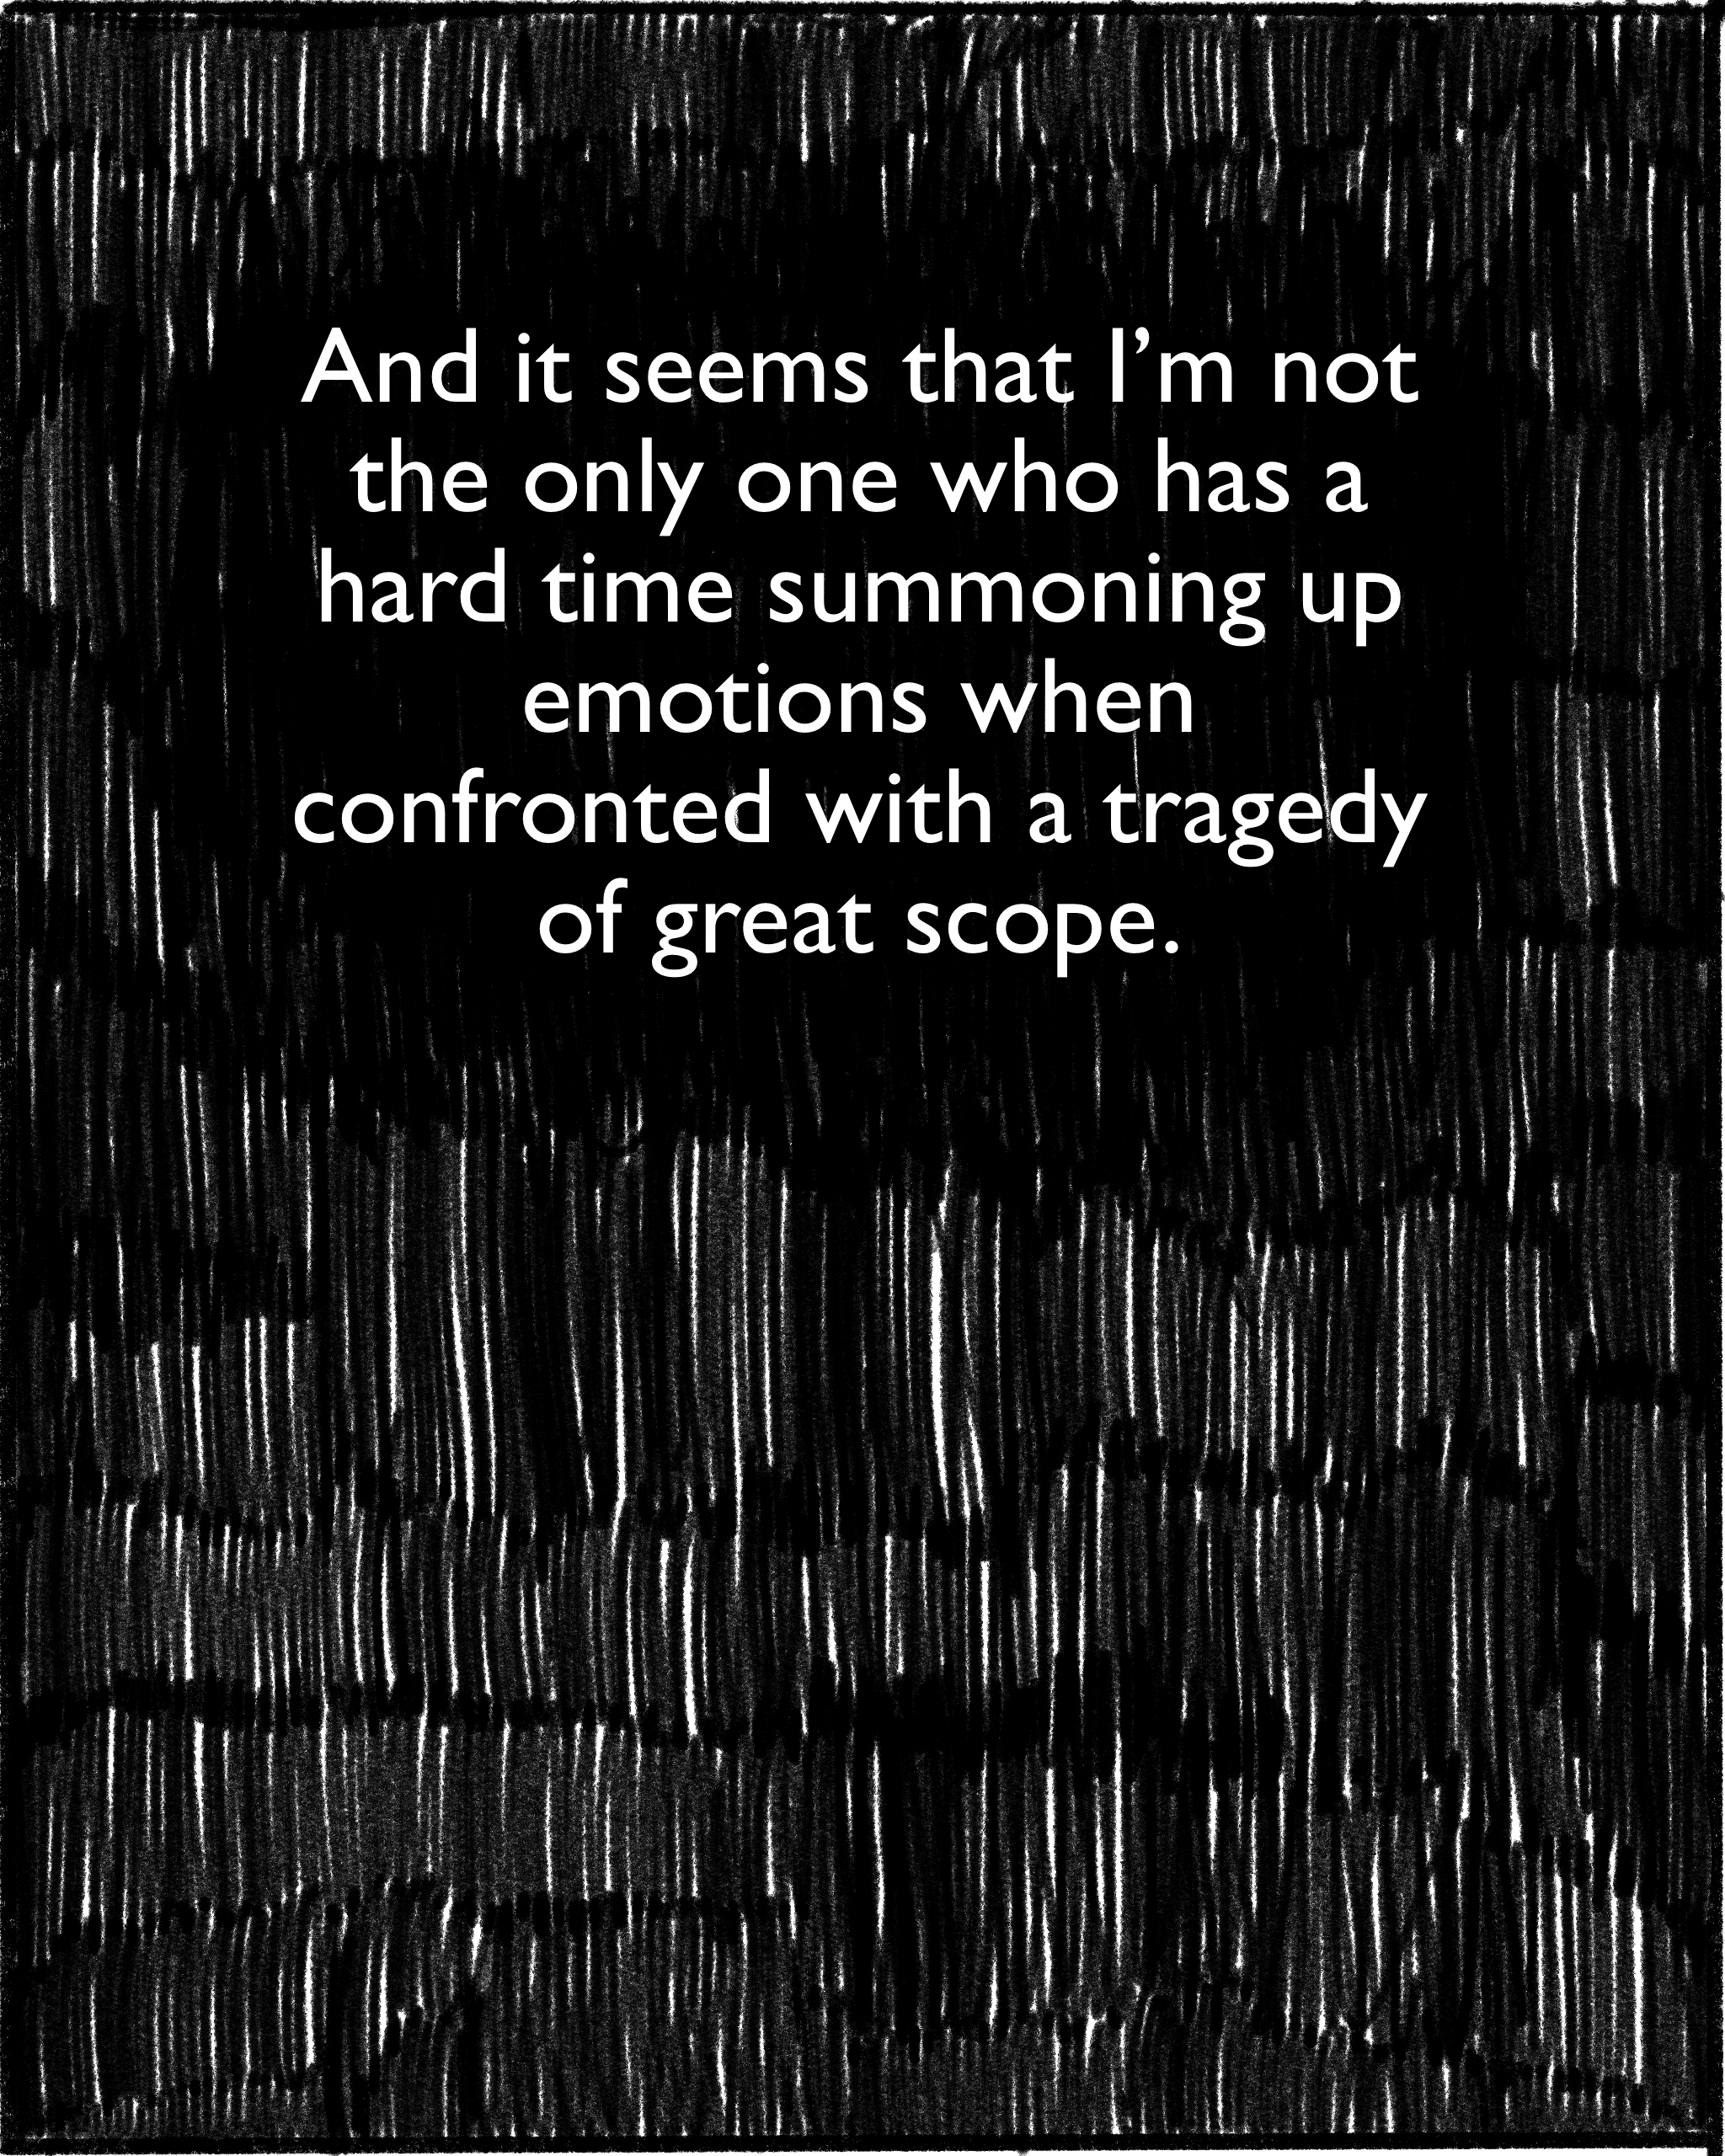 And it seems that I’m not
the only one who has a
hard time summoning up
emotions when
confronted with a tragedy
of great scope.